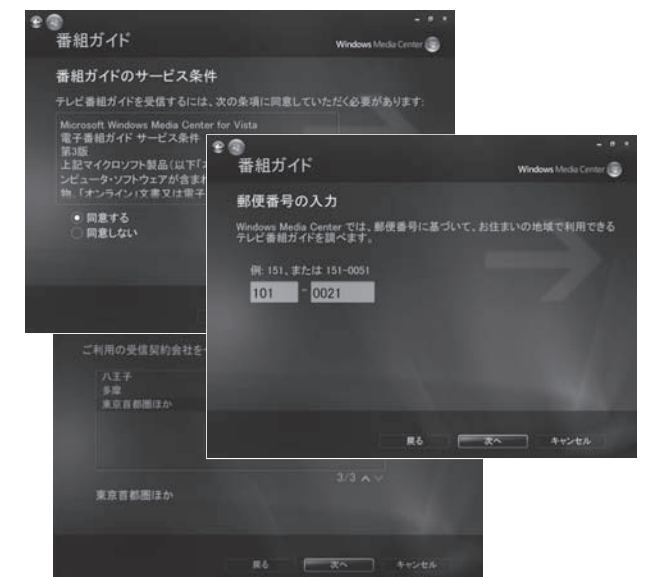 番組ガイド
Windows Media Center
番組ガイドのサービス条件
テレビ番組ガイドを受信するには、次の条項に同意していただく必要があります:
Microsoft Windows Media Center for Vista
電子番組ガイド サービス条件
第3版
上記マイクロソフト製品(以下「
ンピュータ・ソフトウェアが含まれ
物、「オンライン」文書又は電子
同意する
同意しない
番組ガイド
Windows Media Center
郵便番号の入力
Windows Media Center では、郵便番号に基づいて、お住まいの地域で利用できる
テレビ番組ガイドを調べます。
例: 151、または 151-0051
101 - 0021
戻る 次へ キャンセル
ご利用の受信契約会社を
八王子
多摩
東京首都圏ほか
3/3
東京首都圏ほか
戻る 次へ キャンセル